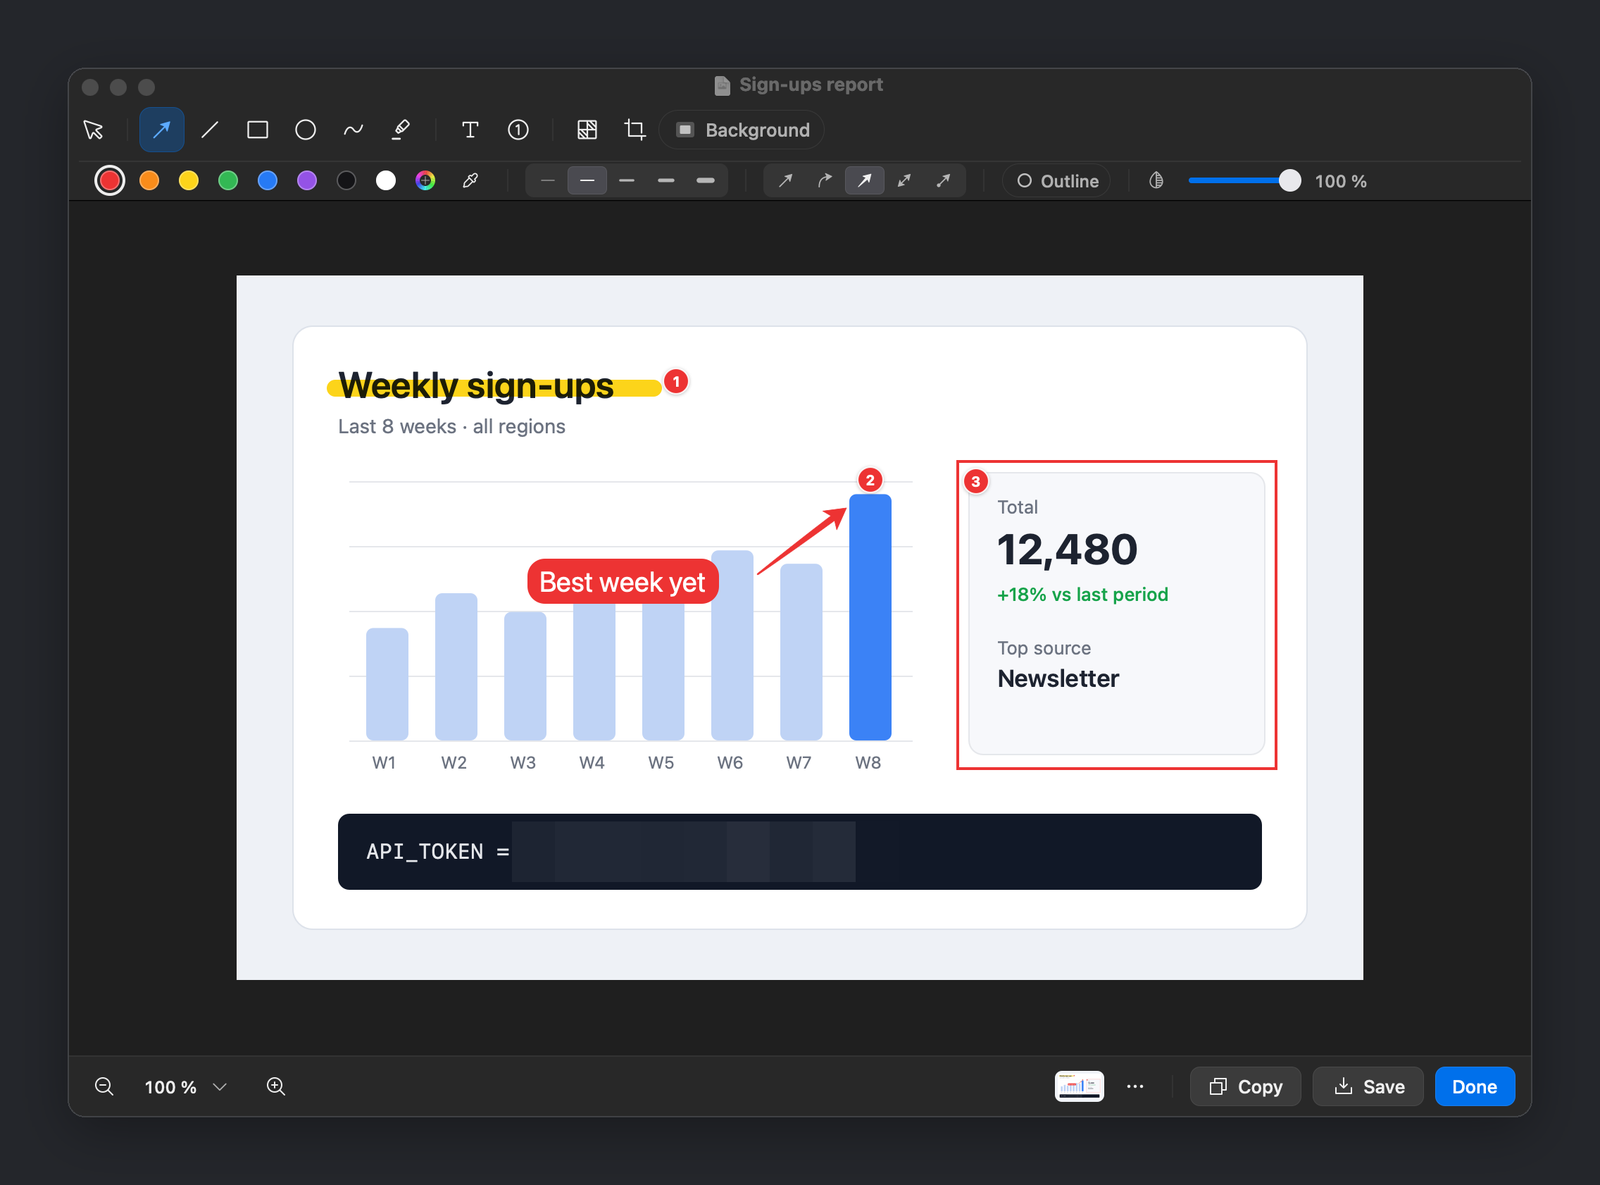 Sign-ups report
1
Background
Outline
100 %
Weekly sign-ups
1
Last 8 weeks · all regions
2
Best week yet
W1
W2
W3
W4
W5
W6
W7
W8
3
Total
12,480
+18% vs last period
Top source
Newsletter
API_TOKEN =
100 %
Copy
Save
Done